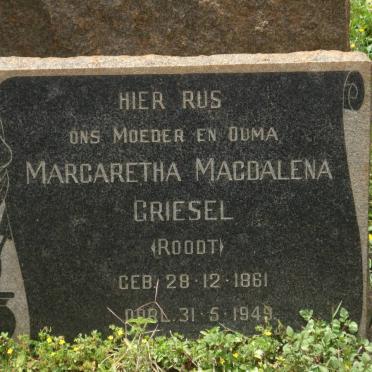 HIER RUS
ONS MOEDER EN OUMA
MARGARETHA MAGDALENA
GRIESEL
(ROODT)
GEB. 28·12·1861
OORL. 31·5·1949.